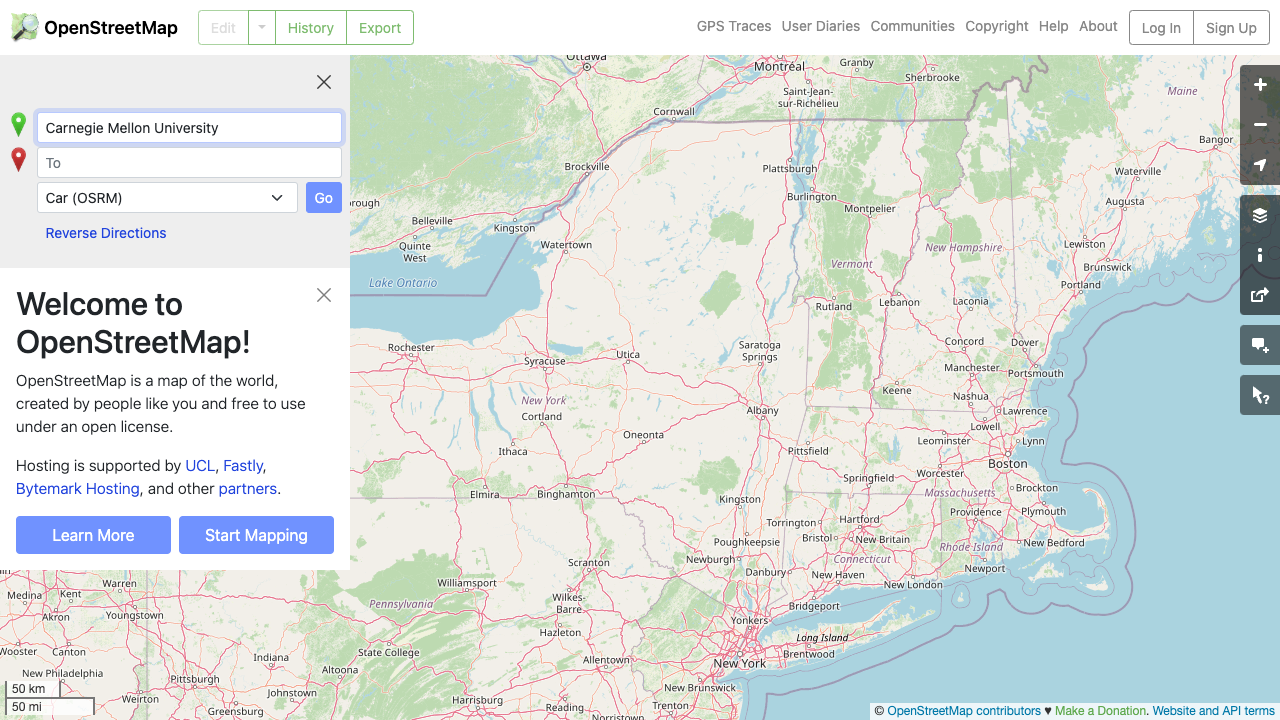 OpenStreetMap
Edit
History
Export
GPS Traces
User Diaries
Communities
Copyright
Help
About
Log In
Sign Up
Carnegie Mellon University
To
Car (OSRM)
Go
Reverse Directions
Welcome to
OpenStreetMap!
OpenStreetMap is a map of the world,
created by people like you and free to use
under an open license.
Hosting is supported by UCL, Fastly,
Bytemark Hosting, and other partners.
Learn More
Start Mapping
Ottawa
Montréal
Granby
Sherbrooke
Saint-Jean-
sur-Richelieu
Maine
Cornwall
Bangor
Brockville
Plattsburgh
Waterville
Burlington
Augusta
Montpelier
Belleville
Kingston
Quinte
West
Watertown
New Hampshire
Lewiston
Brunswick
Vermont
Portland
Lake Ontario
Rutland
Lebanon
Laconia
Concord
Dover
Rochester
Saratoga
Springs
Syracuse
Utica
Manchester
Portsmouth
Keene
Nashua
New York
Cortland
Albany
Lawrence
Lowell
Oneonta
Leominster
Lynn
Ithaca
Pittsfield
Boston
Worcester
Springfield
Brockton
Elmira
Binghamton
Kingston
Massachusetts
Plymouth
Providence
Torrington
Hartford
Bristol
New Britain
New Bedford
Poughkeepsie
Rhode Island
Newburgh
Connecticut
Scranton
Danbury
New Haven
Newport
Warren
Williamsport
New London
Medina
Kent
Youngstown
Wilkes-
Barre
Pennsylvania
Bridgeport
Akron
Yonkers
Hazleton
Long Island
Wooster
Canton
State College
Indiana
Brentwood
Altoona
Allentown
New York
New Philadelphia
Pittsburgh
New Brunswick
Johnstown
Weirton
Harrisburg
Reading
Trenton
Greensburg
Norristown
50 km
50 mi
© OpenStreetMap contributors ♥ Make a Donation. Website and API terms